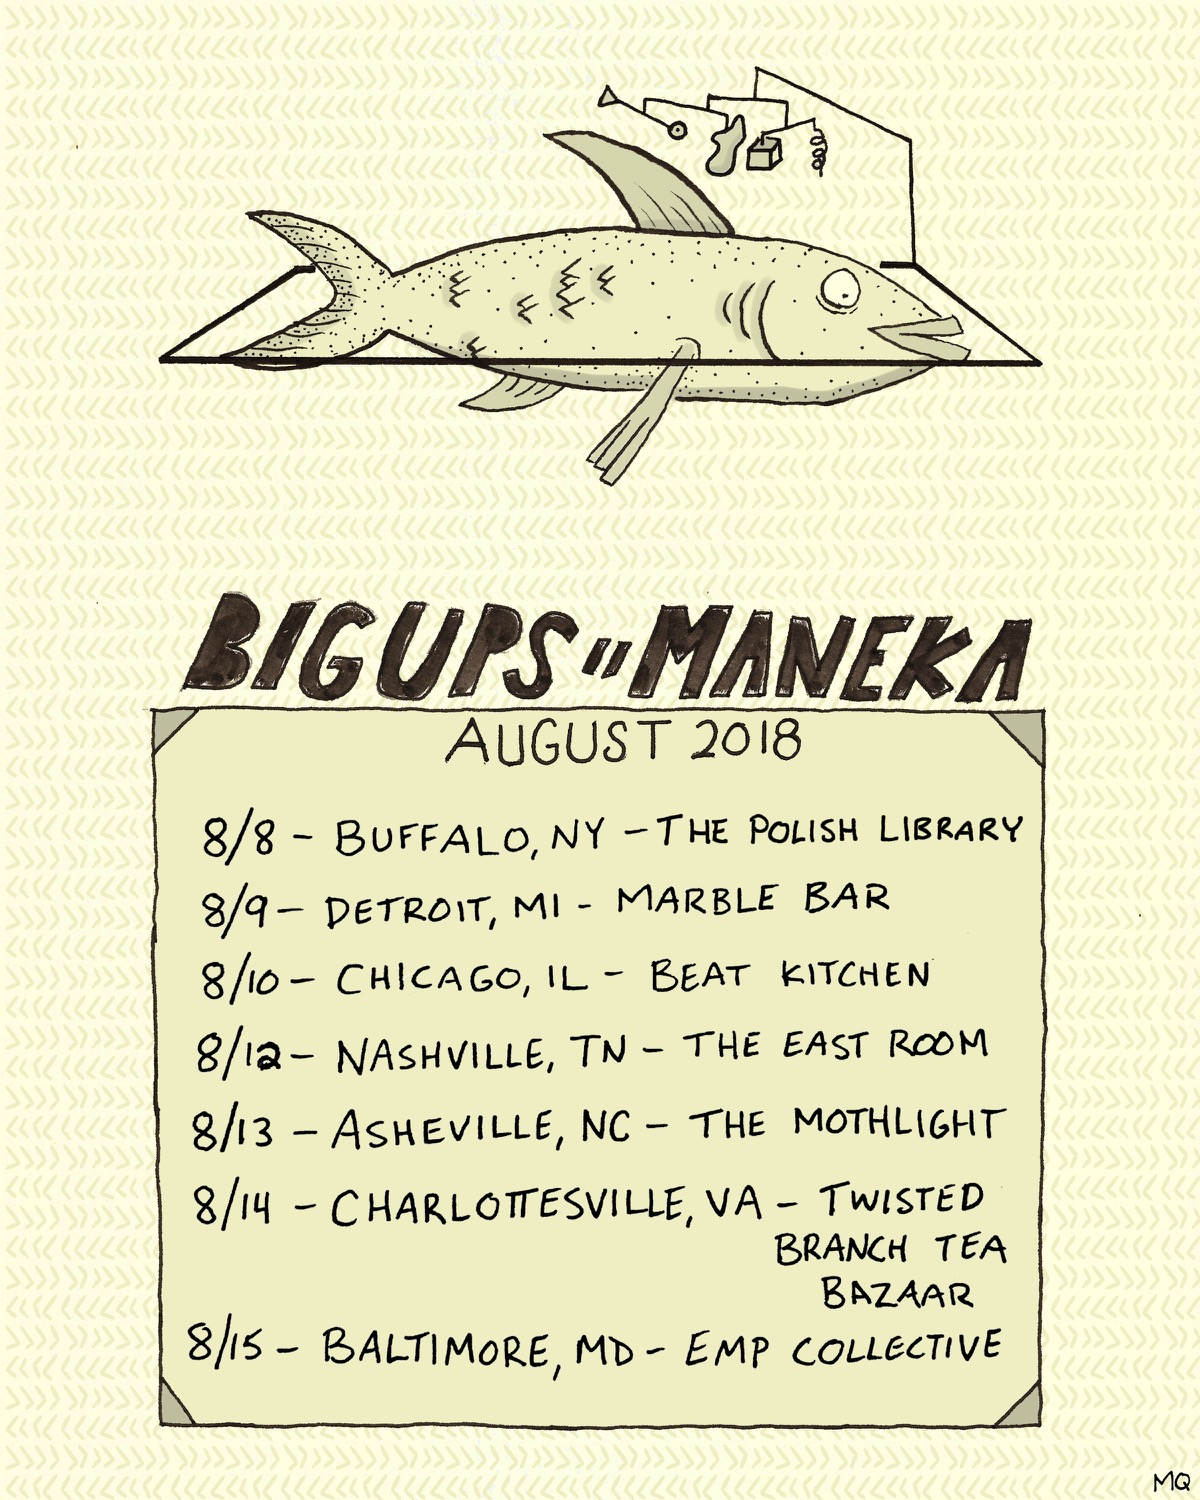 BIG UPS " MANEKA
AUGUST 2018
8/8 - BUFFALO, NY - THE POLISH LIBRARY
8/9 - DETROIT, MI - MARBLE BAR
8/10 - CHICAGO, IL - BEAT KITCHEN
8/12 - NASHVILLE, TN - THE EAST ROOM
8/13 - ASHEVILLE, NC - THE MOTHLIGHT
8/14 - CHARLOTTESVILLE, VA - TWISTED
BRANCH TEA
BAZAAR
8/15 - BALTIMORE, MD - EMP COLLECTIVE
MQ